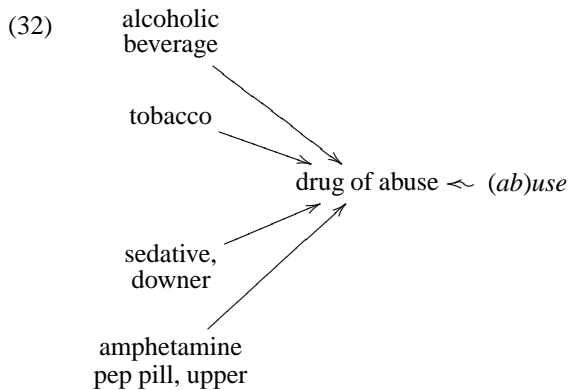 (32)
alcoholic
beverage
tobacco
drug of abuse
(ab)use
sedative,
downer
amphetamine
pep pill, upper